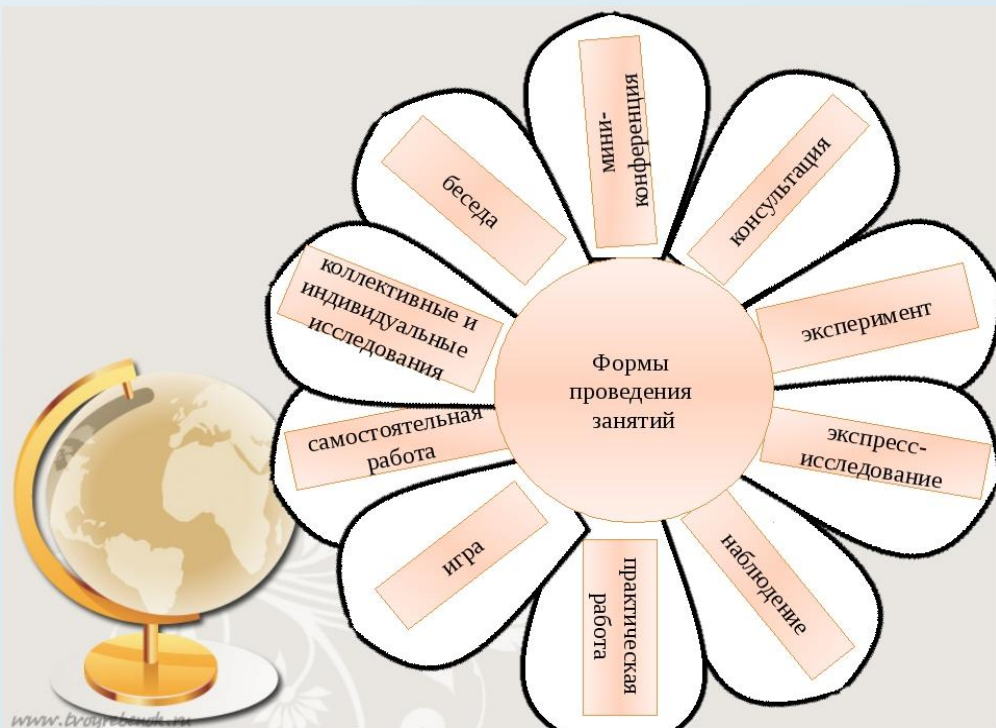 Формы
проведения
занятий
мини-
конференция
консультация
эксперимент
экспресс-
исследование
наблюдение
практическая
работа
игра
самостоятельная
работа
коллективные и
индивидуальные
исследования
беседа
www.tvoyrebenok.ru